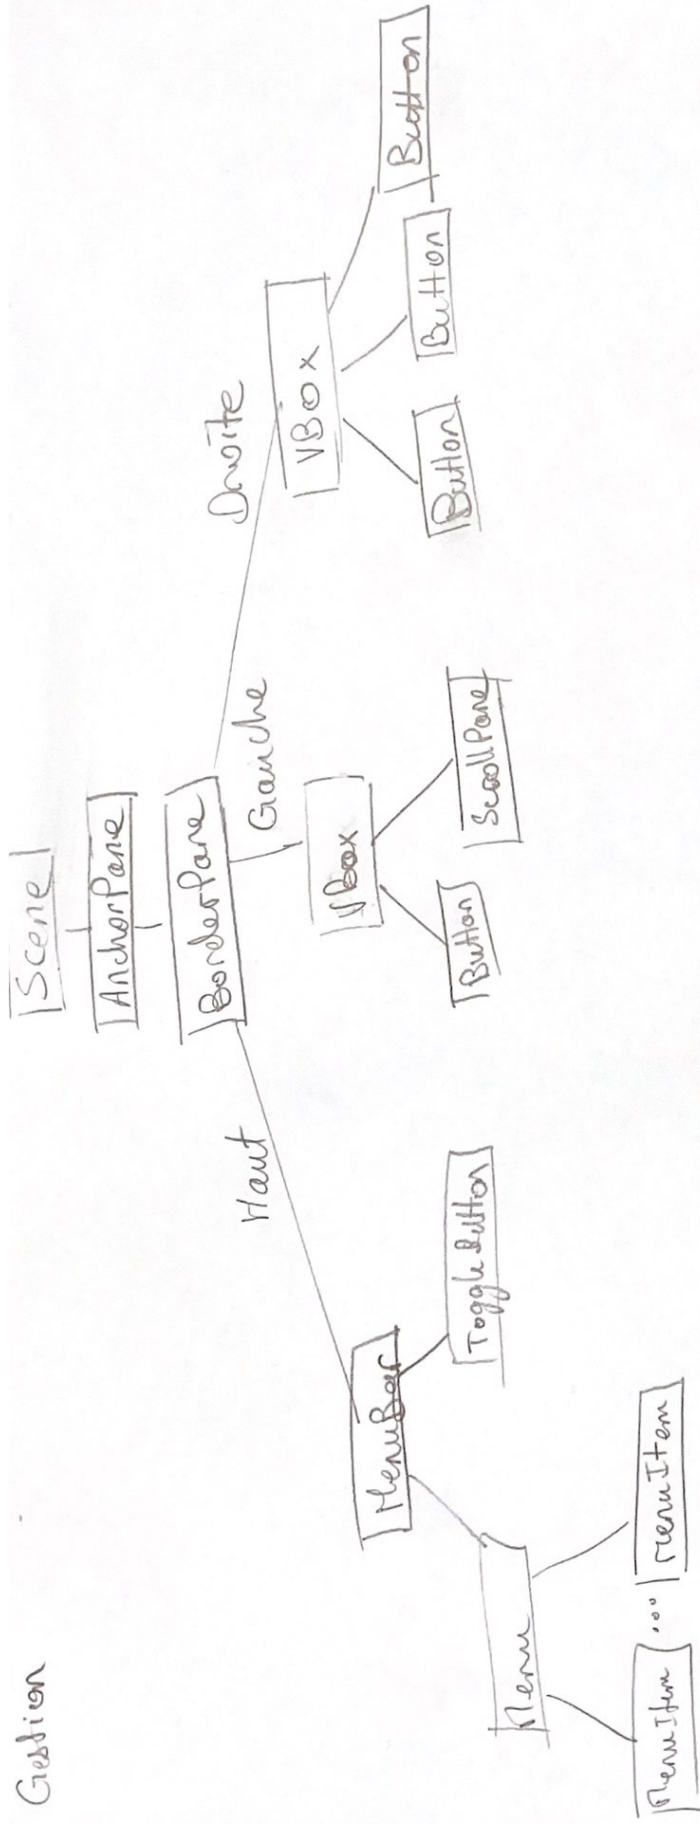 Gestion
Scene
AnchorPane
BorderPane
Haut
Gauche
Droite
MenuBar
VBox
VBox
Menu
ToggleButton
Button
ScrollPane
Button
Button
Button
MenuItem
...
MenuItem